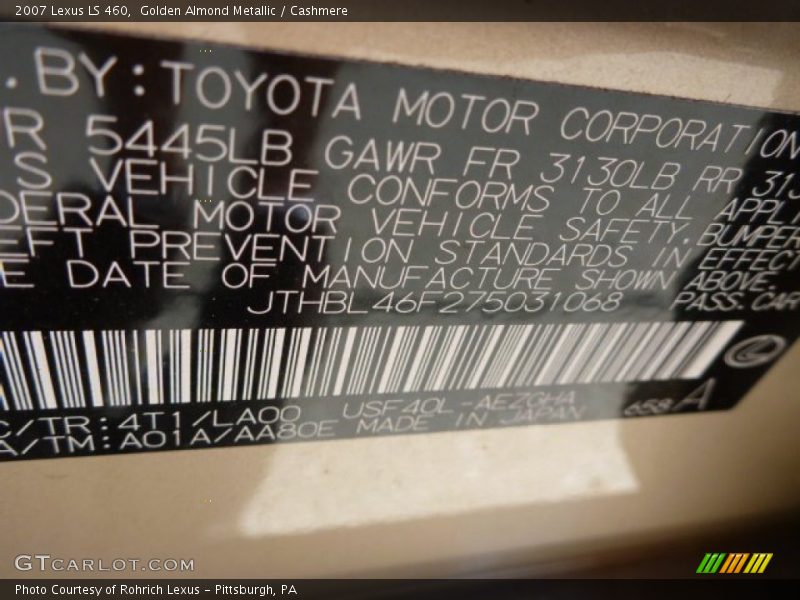 2007 Lexus LS 460,  Golden Almond Metallic / Cashmere
. BY: TOYOTA MOTOR CORPORATION
R 5445LB GAWR FR 3130LB RR 313
S VEHICLE CONFORMS TO ALL APPLI
DERAL MOTOR VEHICLE SAFETY, BUMPER
EFT PREVENTION STANDARDS IN EFFECT
E DATE OF MANUFACTURE SHOWN ABOVE.
JTHBL46F275031068 PASS. CAR
C/TR: 4T1/LA00 USF40L-AEZGHA
A/TM: A01A/AA80E MADE IN JAPAN 658 A
GTCARLOT.COM
Photo Courtesy of Rohrich Lexus - Pittsburgh, PA